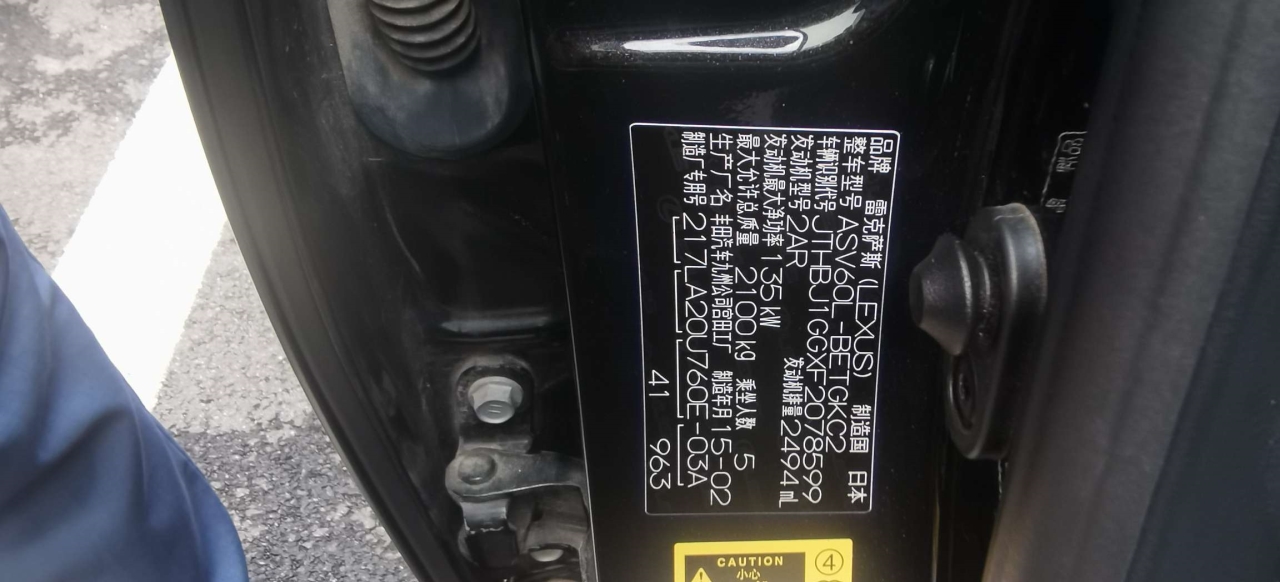 品牌 雷克萨斯 (LEXUS) 制造国 日本
整车型号 ASV60L-BETGKC2
车辆识别代号 JTHBJ1GGXF2078599
发动机型号 2AR 发动机排量 2494 ml
发动机最大净功率 135 kW
最大允许总质量 2100 kg 乘坐人数 5
生产厂名 丰田汽车九州公司宫田工厂 制造年月 15-02
制造厂专用号 217LA20U760E-03A
41 963
CAUTION
小心
④